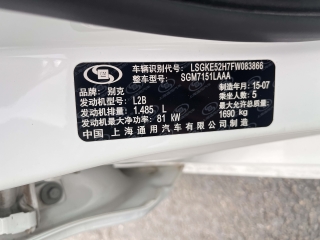 车辆识别代号: LSGKE52H7FW083866
整车型号: SGM7151LAAA
品牌: 别克 制造年月: 15-07
发动机型号: L2B 乘坐人数: 5
发动机排量: 1.485 L 最大允许总质量:
发动机最大净功率: 81 kW 1690 kg
中国 上海通用汽车有限公司 制造